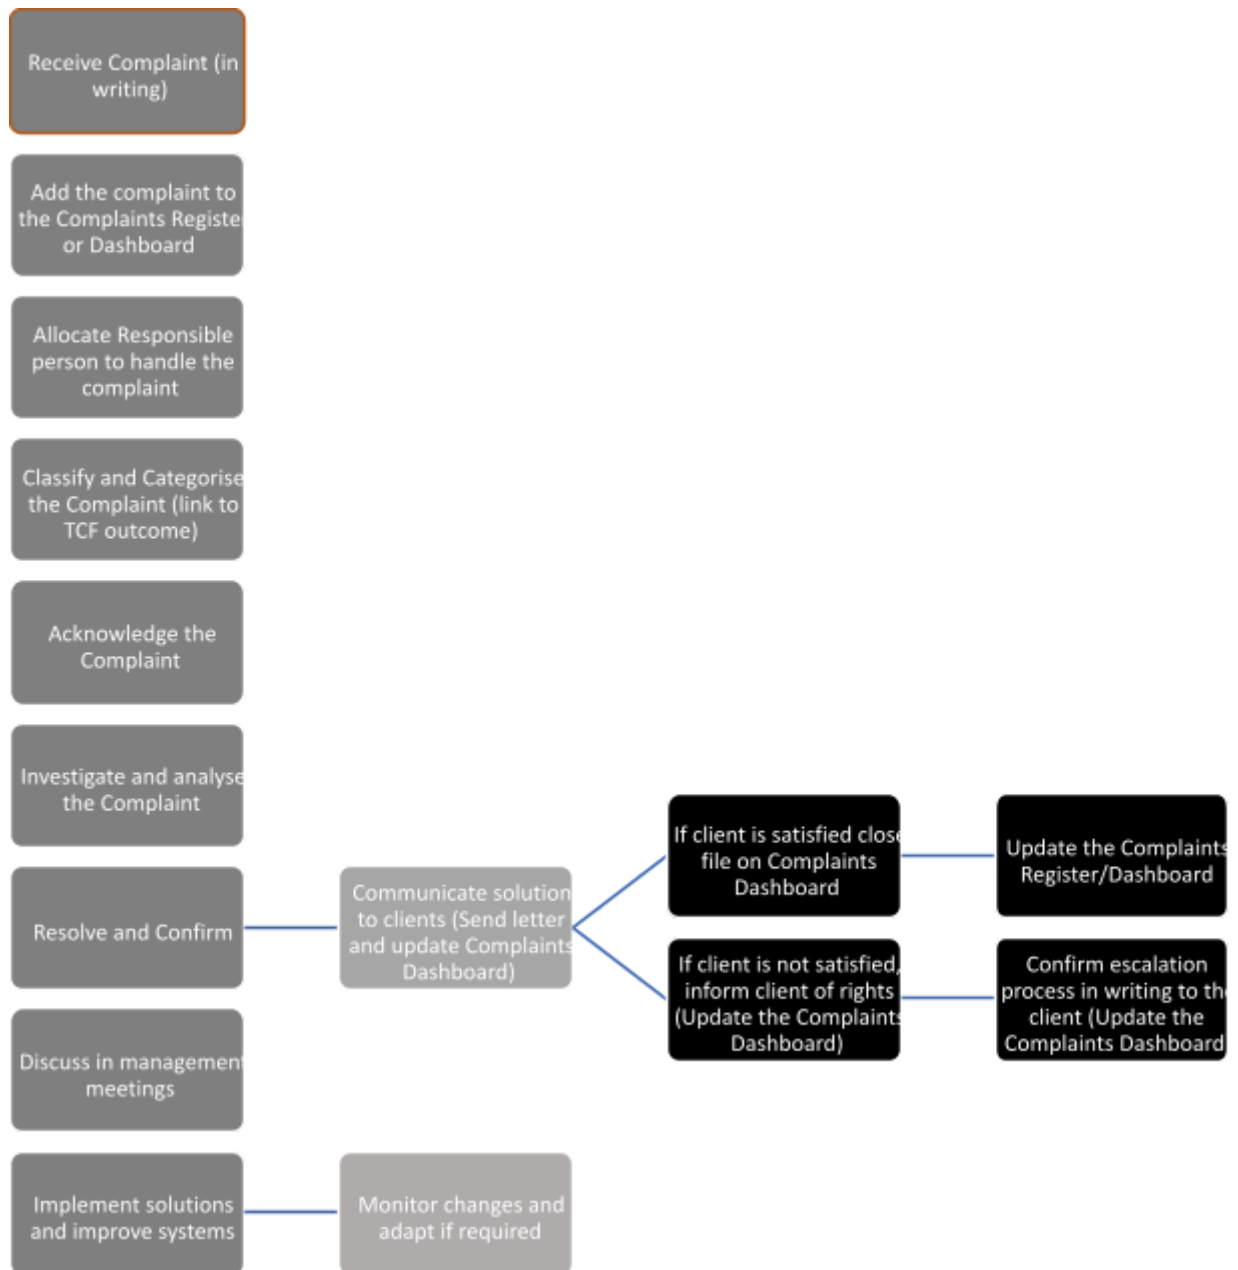 Receive Complaint (in
writing)
Add the complaint to
the Complaints Registe
or Dashboard
Allocate Responsible
person to handle the
complaint
Classify and Categorise
the Complaint (link to
TCF outcome)
Acknowledge the
Complaint
Investigate and analyse
the Complaint
Resolve and Confirm
Communicate solution
to clients (Send letter
and update Complaints
Dashboard)
If client is satisfied close
file on Complaints
Dashboard
Update the Complaints
Register/Dashboard
If client is not satisfied,
inform client of rights
(Update the Complaints
Dashboard)
Confirm escalation
process in writing to the
client (Update the
Complaints Dashboard
Discuss in management
meetings
Implement solutions
and improve systems
Monitor changes and
adapt if required